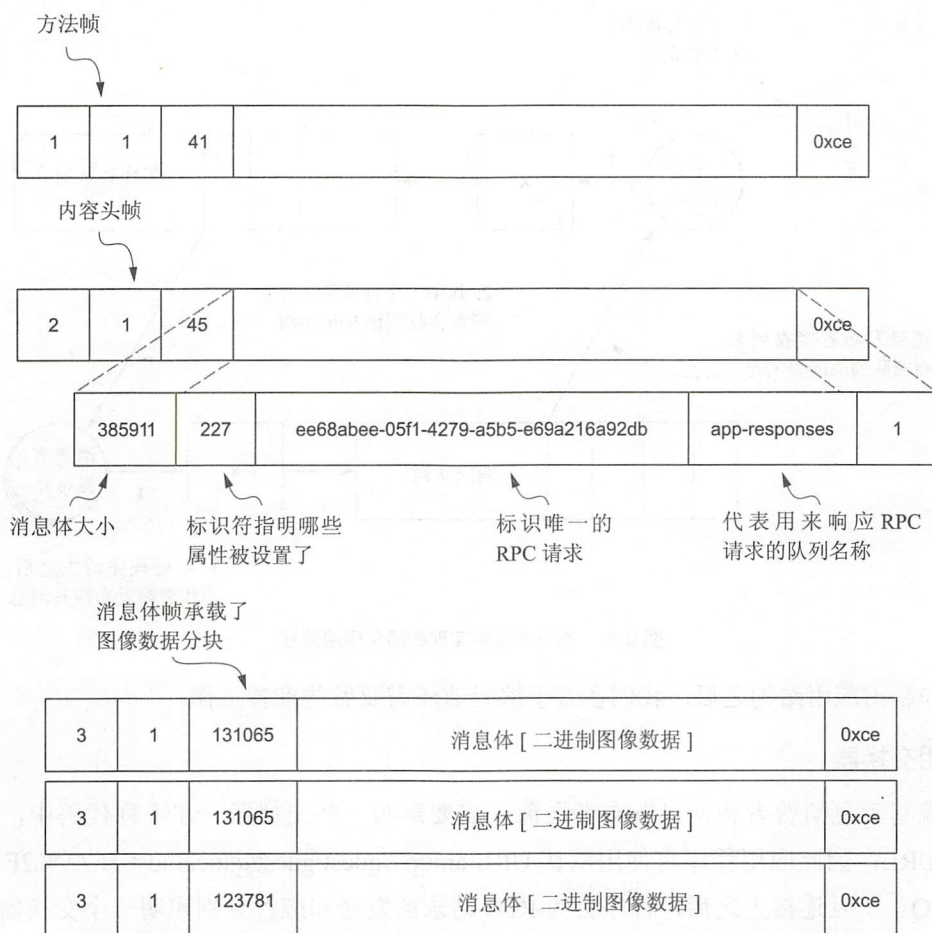 方法帧
1 1 41 0xce
内容头帧
2 1 45 0xce
385911 227 ee68abee-05f1-4279-a5b5-e69a216a92db app-responses 1
消息体大小
标识符指明哪些
属性被设置了
标识唯一的
RPC 请求
代表用来响应 RPC
请求的队列名称
消息体帧承载了
图像数据分块
3 1 131065 消息体 [ 二进制图像数据 ] 0xce
3 1 131065 消息体 [ 二进制图像数据 ] 0xce
3 1 123781 消息体 [ 二进制图像数据 ] 0xce